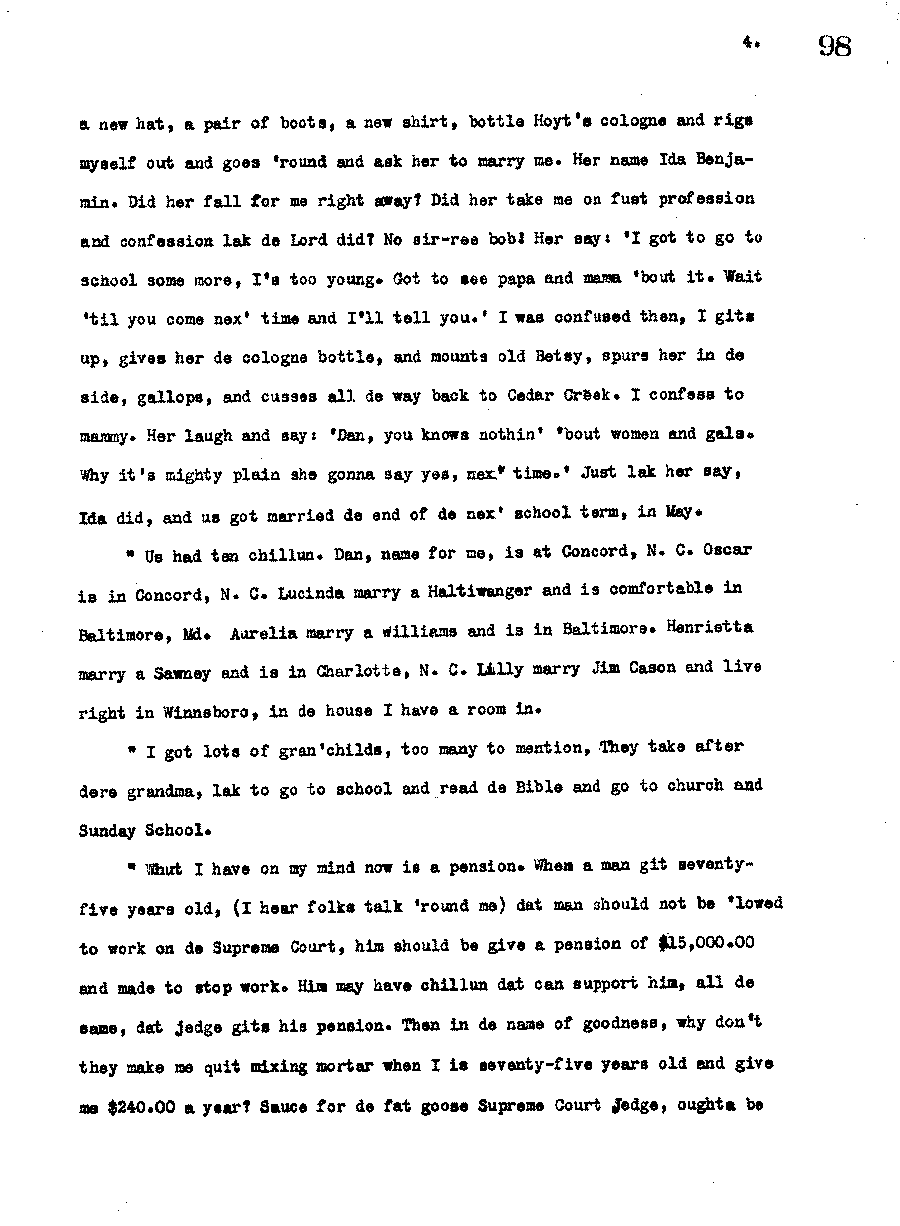 4. 98
a new hat, a pair of boots, a new shirt, bottle Hoyt's cologne and rigs
myself out and goes 'round and ask her to marry me. Her name Ida Benja-
min. Did her fall for me right away? Did her take me on fust profession
and confession lak de Lord did? No sir-ree bob! Her say: 'I got to go to
school some more, I's too young. Got to see papa and mama 'bout it. Wait
'til you come nex' time and I'll tell you.' I was confused then, I gits
up, gives her de cologne bottle, and mounts old Betsy, spurs her in de
side, gallops, and cusses all de way back to Cedar Creek. I confess to
mammy. Her laugh and say: 'Dan, you knows nothin' 'bout women and gals.
Why it's mighty plain she gonna say yes, nex' time.' Just lak her say,
Ida did, and us got married de end of de nex' school term, in May.
" Us had ten chillun. Dan, name for me, is at Concord, N. C. Oscar
is in Concord, N. C. Lucinda marry a Haltiwanger and is comfortable in
Baltimore, Md. Aurelia marry a Williams and is in Baltimore. Henrietta
marry a Sawney and is in Charlotte, N. C. Lilly marry Jim Cason and live
right in Winnsboro, in de house I have a room in.
" I got lots of gran'childs, too many to mention, They take after
dere grandma, lak to go to school and read de Bible and go to church and
Sunday School.
" Whut I have on my mind now is a pension. When a man git seventy-
five years old, (I hear folks talk 'round me) dat man should not be 'lowed
to work on de Supreme Court, him should be give a pension of $15,000.00
and made to stop work. Him may have chillun dat can support him, all de
same, dat jedge gits his pension. Then in de name of goodness, why don't
they make me quit mixing mortar when I is seventy-five years old and give
me $240.00 a year? Sauce for de fat goose Supreme Court Jedge, oughta be